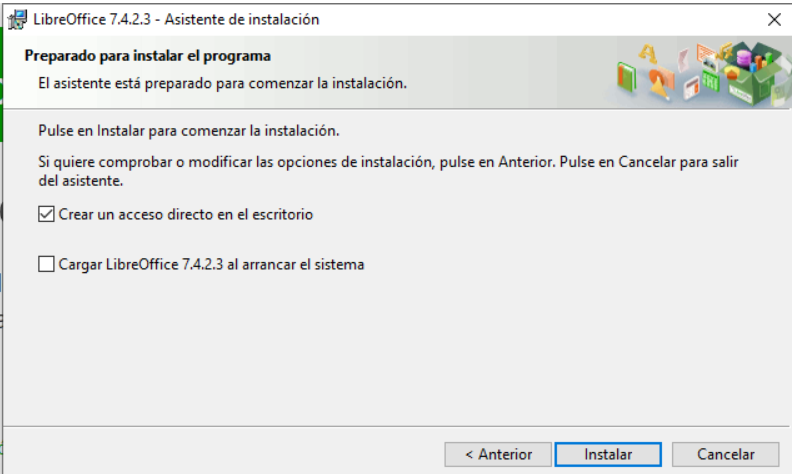 LibreOffice 7.4.2.3 - Asistente de instalación
Preparado para instalar el programa
El asistente está preparado para comenzar la instalación.
Pulse en Instalar para comenzar la instalación.
Si quiere comprobar o modificar las opciones de instalación, pulse en Anterior. Pulse en Cancelar para salir
del asistente.
Crear un acceso directo en el escritorio
Cargar LibreOffice 7.4.2.3 al arrancar el sistema
< Anterior
Instalar
Cancelar